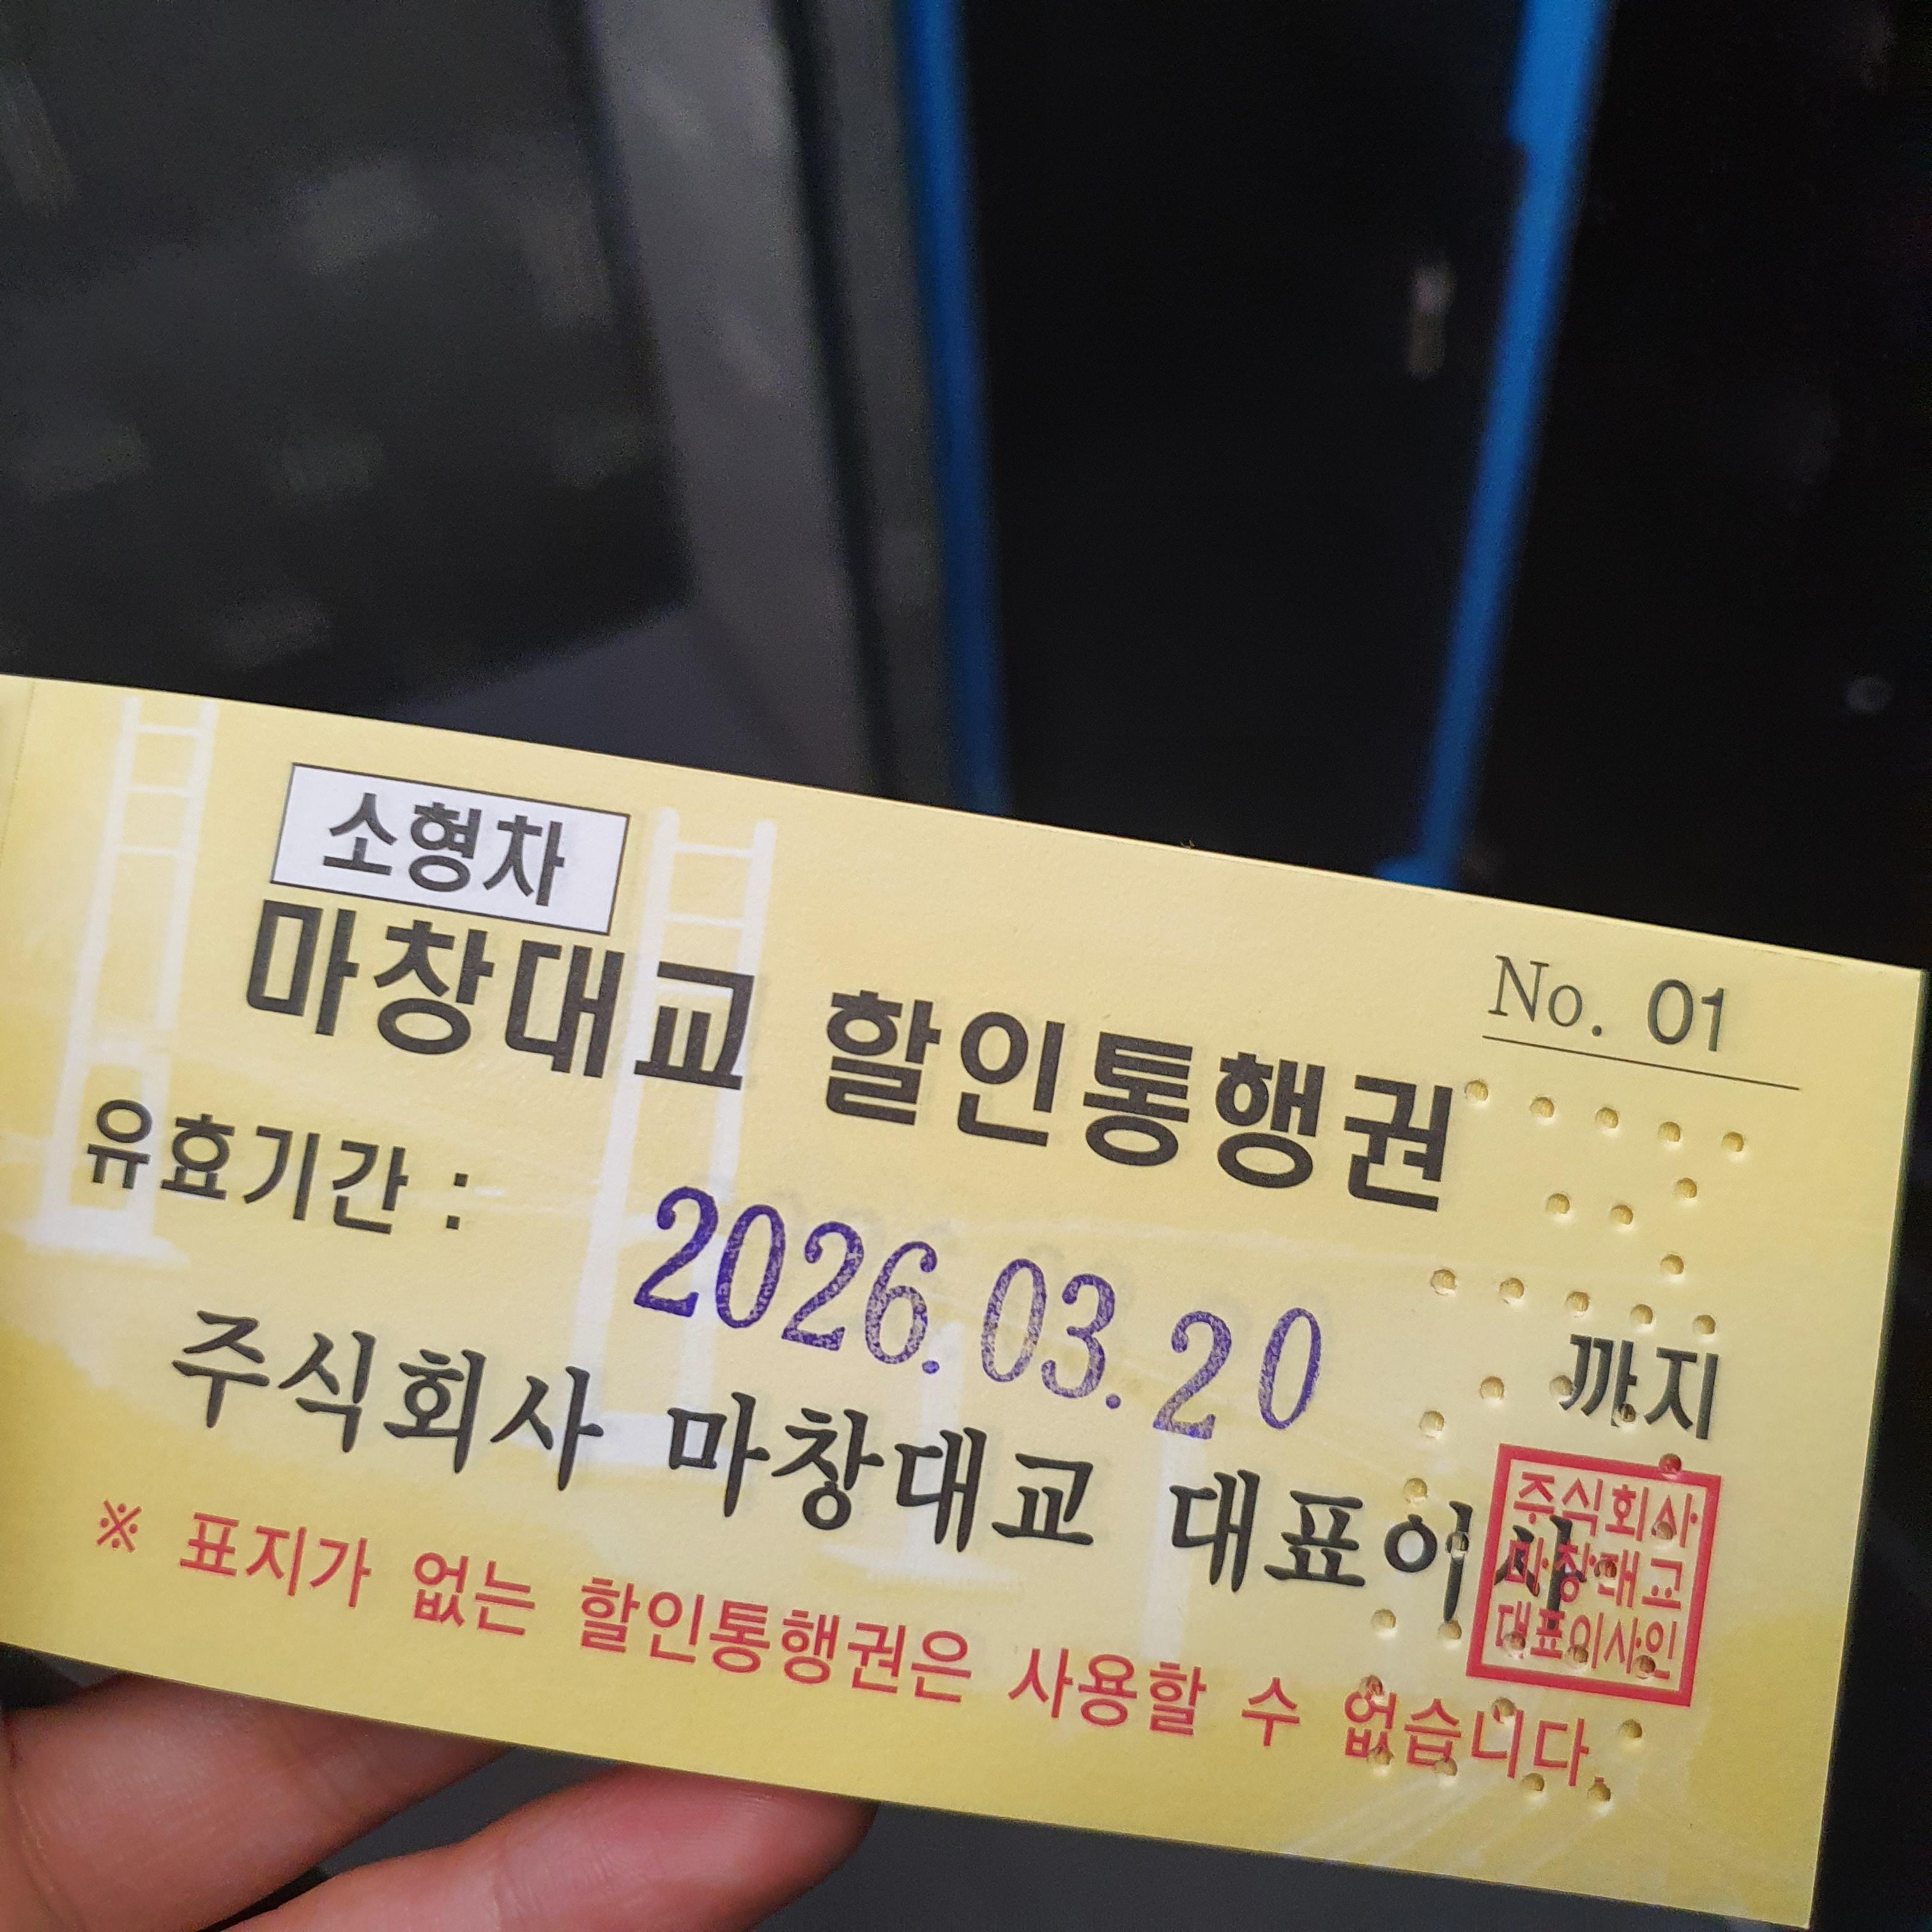 소형차
마창대교 할인통행권
No. 01
유효기간 : 2026.03.20 까지
주식회사 마창대교 대표이사
주식회사
마창대교
대표이사인
※ 표지가 없는 할인통행권은 사용할 수 없습니다.